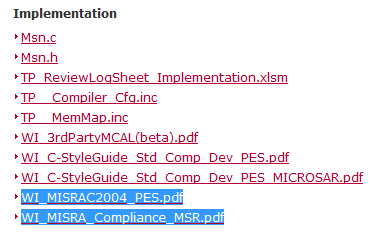 Implementation
Msn.c
Msn.h
TP_ReviewLogSheet_Implementation.xlsm
TP__Compiler_Cfg.inc
TP__MemMap.inc
WI_3rdPartyMCAL(beta).pdf
WI_C-StyleGuide_Std_Comp_Dev_PES.pdf
WI_C-StyleGuide_Std_Comp_Dev_PES_MICROSAR.pdf
WI_MISRAC2004_PES.pdf
WI_MISRA_Compliance_MSR.pdf